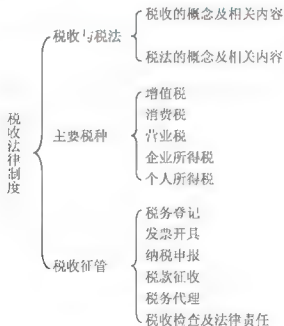 税收法律制度
税收与税法
税收的概念及相关内容
税法的概念及相关内容
主要税种
增值税
消费税
营业税
企业所得税
个人所得税
税收征管
税务登记
发票开具
纳税申报
税款征收
税务代理
税收检查及法律责任